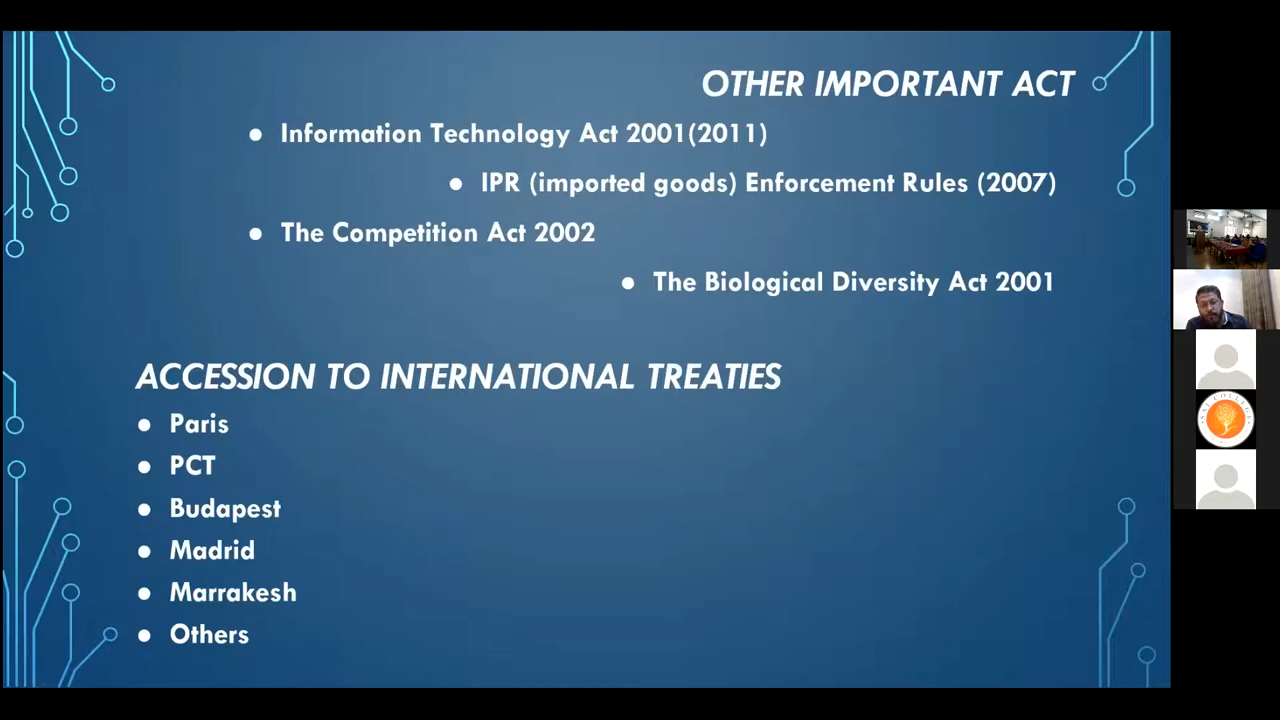 OTHER IMPORTANT ACT
● Information Technology Act 2001(2011)
● IPR (imported goods) Enforcement Rules (2007)
● The Competition Act 2002
● The Biological Diversity Act 2001
ACCESSION TO INTERNATIONAL TREATIES
● Paris
● PCT
● Budapest
● Madrid
● Marrakesh
● Others